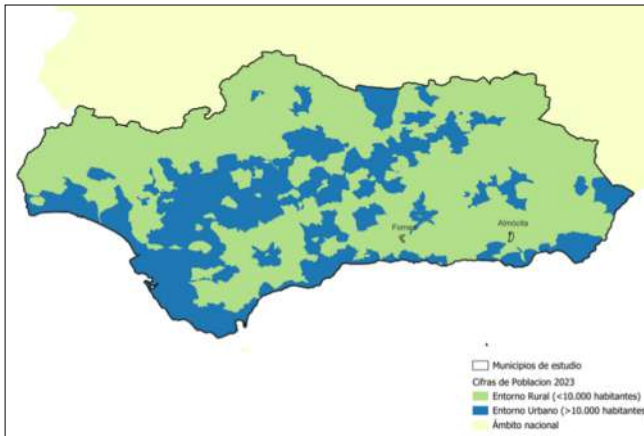 Fornes
Almócita
Municipios de estudio
Cifras de Poblacion 2023
Entorno Rural (<10.000 habitantes)
Entorno Urbano (>10.000 habitantes)
Ámbito nacional